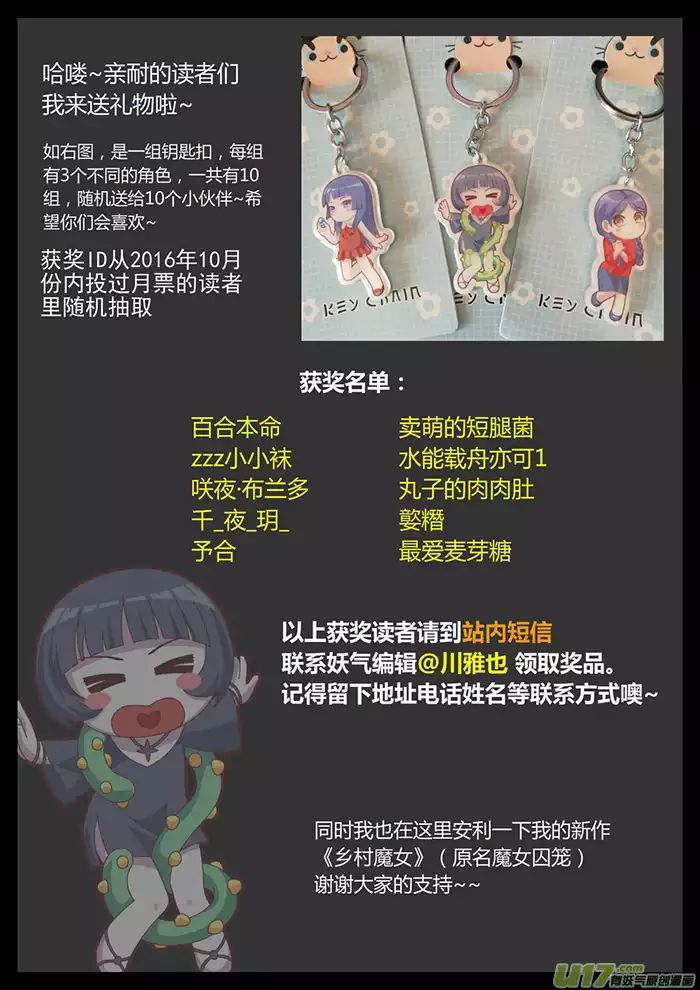 哈喽~亲耐的读者们
我来送礼物啦~
如右图，是一组钥匙扣，每组
有3个不同的角色，一共有10
组，随机送给10个小伙伴~希
望你们会喜欢~
获奖ID从2016年10月
份内投过月票的读者
里随机抽取
KEY CHAIN
KEY CHAIN
KEY CHAIN
获奖名单：
百合本命
卖萌的短腿菌
zzz小小袜
水能载舟亦可1
咲夜·布兰多
丸子的肉肉肚
千_夜_玥_
嬜糣
予合
最爱麦芽糖
以上获奖读者请到站内短信
联系妖气编辑@川雅也 领取奖品。
记得留下地址电话姓名等联系方式噢~
同时我也在这里安利一下我的新作
《乡村魔女》（原名魔女囚笼）
谢谢大家的支持~~
U17.com
有妖气原创漫画